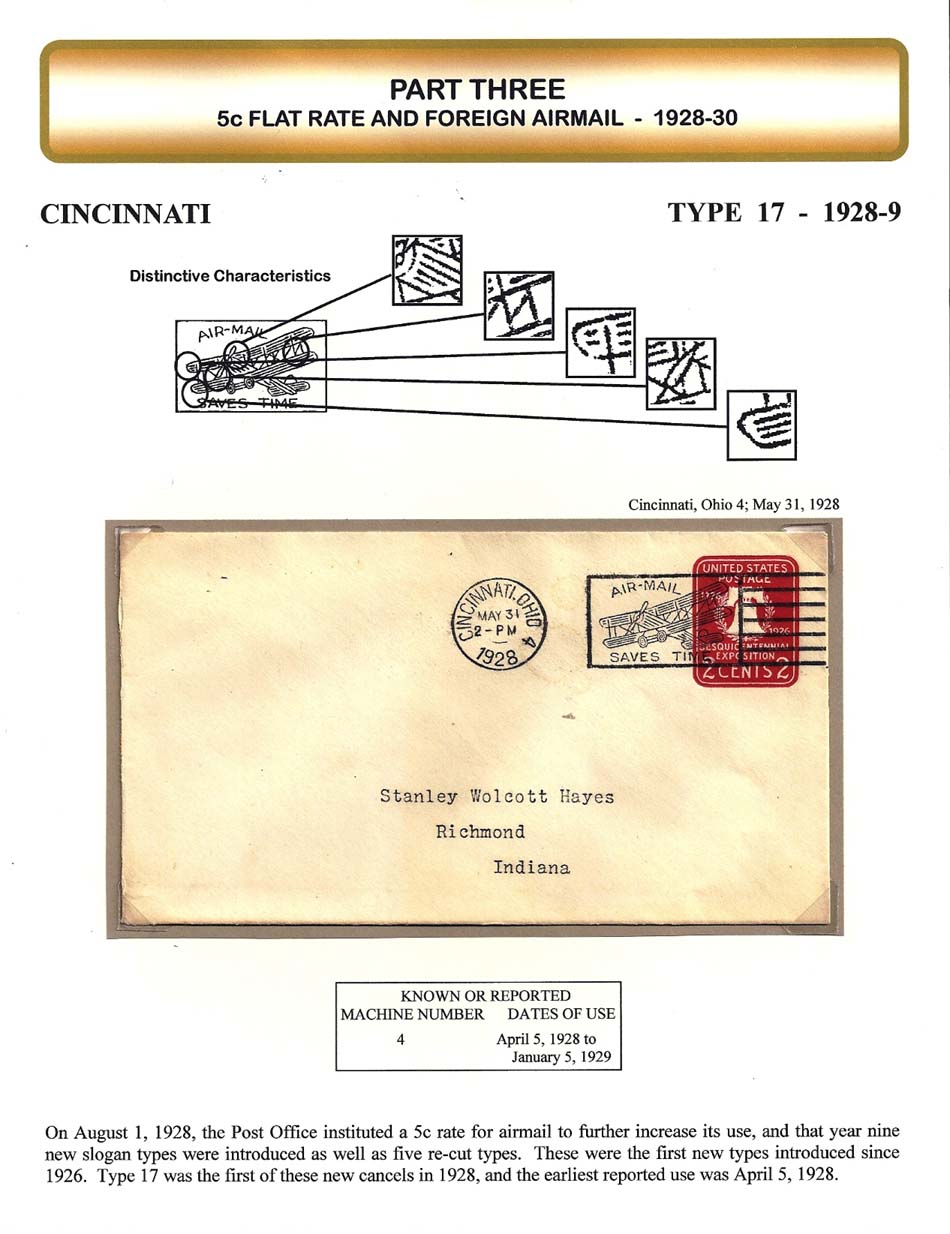 PART THREE
5c FLAT RATE AND FOREIGN AIRMAIL - 1928-30
CINCINNATI
TYPE 17 - 1928-9
Distinctive Characteristics
AIR-MAIL
SAVES TIME
Cincinnati, Ohio 4; May 31, 1928
CINCINNATI, OHIO 4
MAY 31
2-PM
1928
AIR-MAIL
SAVES TIME
UNITED STATES
POSTAGE
1926
SESQUICENTENNIAL
EXPOSITION
2 CENTS 2
Stanley Wolcott Hayes
Richmond
Indiana
KNOWN OR REPORTED
MACHINE NUMBER DATES OF USE
4 April 5, 1928 to
January 5, 1929
On August 1, 1928, the Post Office instituted a 5c rate for airmail to further increase its use, and that year nine
new slogan types were introduced as well as five re-cut types. These were the first new types introduced since
1926. Type 17 was the first of these new cancels in 1928, and the earliest reported use was April 5, 1928.